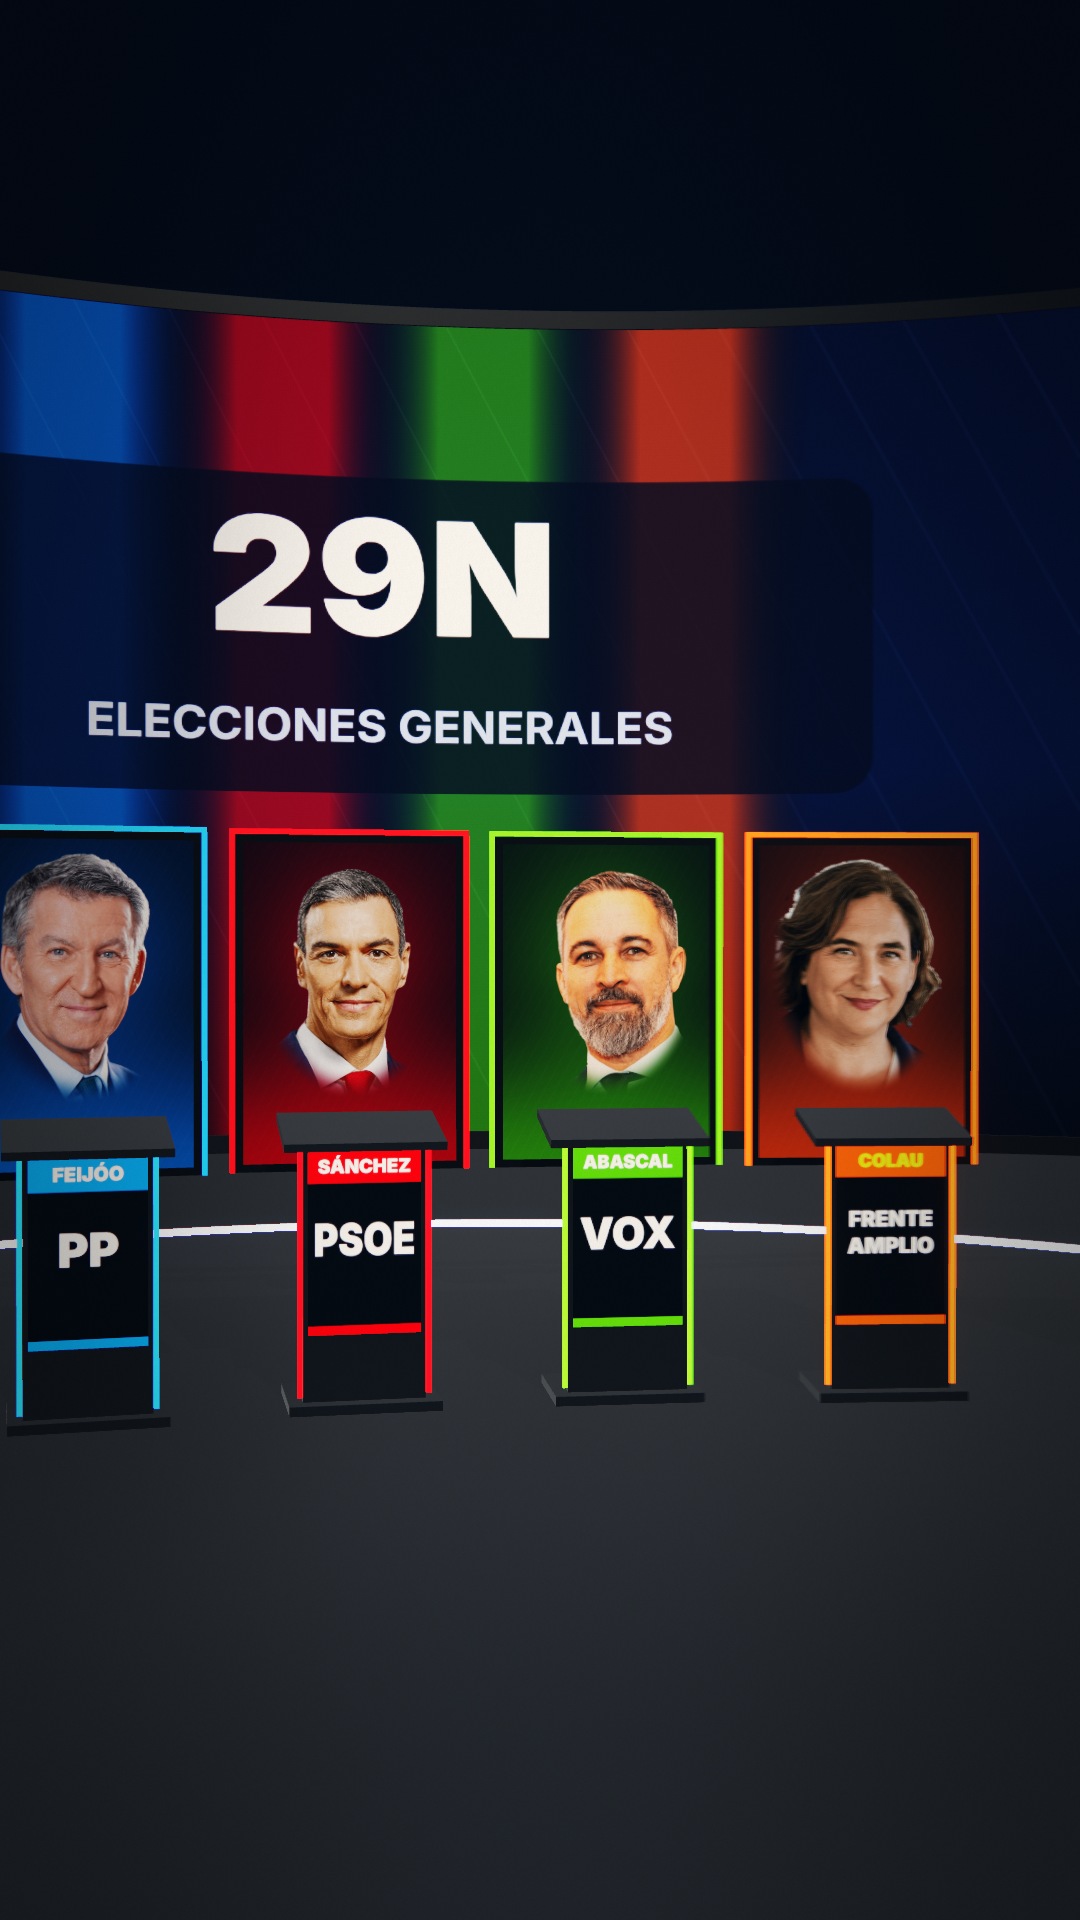 29N
ELECCIONES GENERALES
FEIJÓO
PP
SÁNCHEZ
PSOE
ABASCAL
VOX
COLAU
FRENTE
AMPLIO